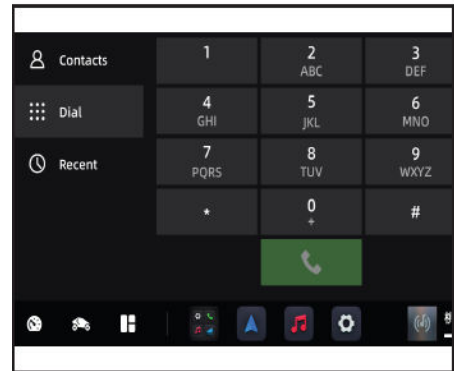 Contacts
Dial
Recent
1
2
ABC
3
DEF
4
GHI
5
JKL
6
MNO
7
PQRS
8
TUV
9
WXYZ
*
0
+
#